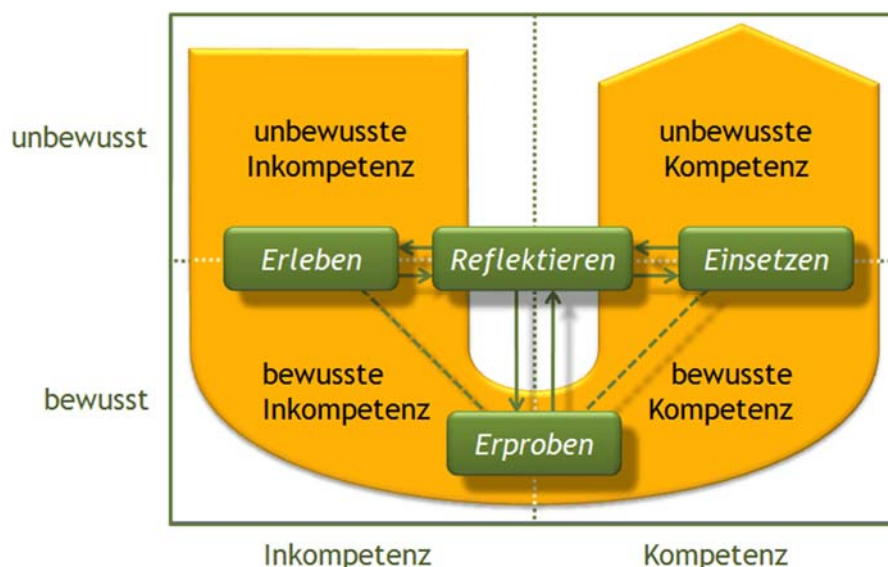 unbewusst
unbewusste
Inkompetenz
unbewusste
Kompetenz
Erleben
Reflektieren
Einsetzen
bewusst
bewusste
Inkompetenz
bewusste
Kompetenz
Erproben
Inkompetenz
Kompetenz